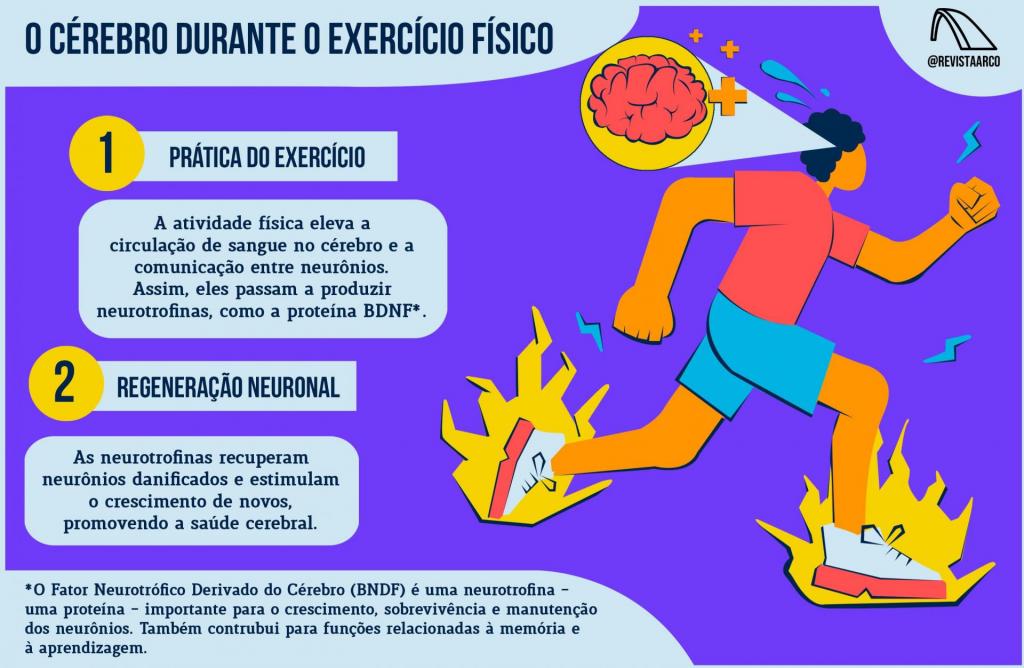 O CÉREBRO DURANTE O EXERCÍCIO FÍSICO
@REVISTAARCO
1
PRÁTICA DO EXERCÍCIO
A atividade física eleva a
circulação de sangue no cérebro e a
comunicação entre neurônios.
Assim, eles passam a produzir
neurotrofinas, como a proteína BDNF*.
2
REGENERAÇÃO NEURONAL
As neurotrofinas recuperam
neurônios danificados e estimulam
o crescimento de novos,
promovendo a saúde cerebral.
*O Fator Neurotrófico Derivado do Cérebro (BNDF) é uma neurotrofina –
uma proteína – importante para o crescimento, sobrevivência e manutenção
dos neurônios. Também contrubui para funções relacionadas à memória e
à aprendizagem.